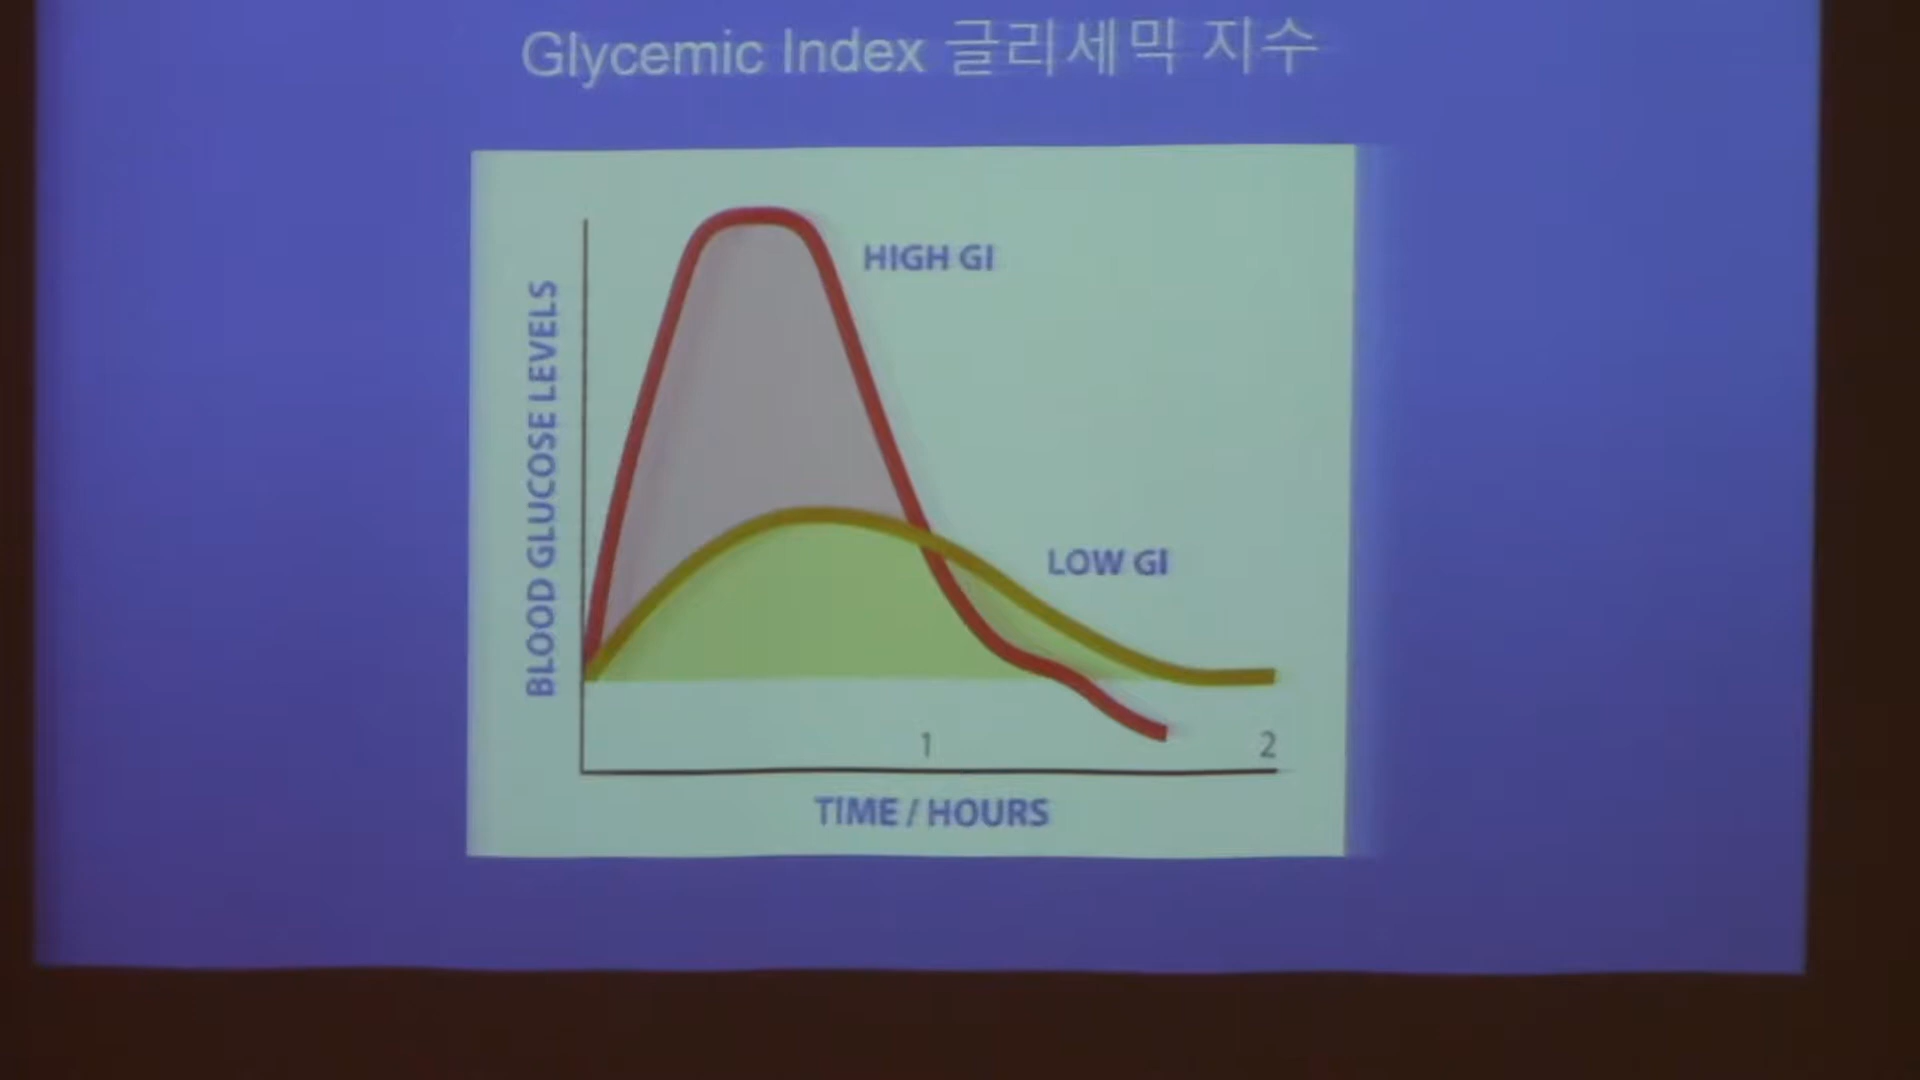 Glycemic Index 글리세믹 지수
HIGH GI
BLOOD GLUCOSE LEVELS
LOW GI
1
2
TIME / HOURS